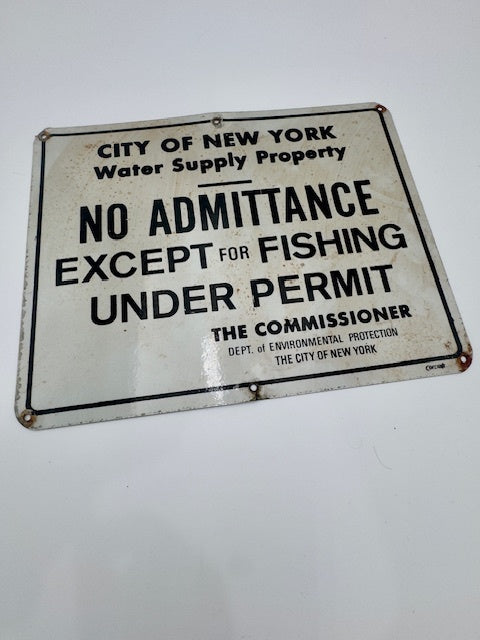 CITY OF NEW YORK
Water Supply Property
NO ADMITTANCE
EXCEPT FOR FISHING
UNDER PERMIT
THE COMMISSIONER
DEPT. of ENVIRONMENTAL PROTECTION
THE CITY OF NEW YORK